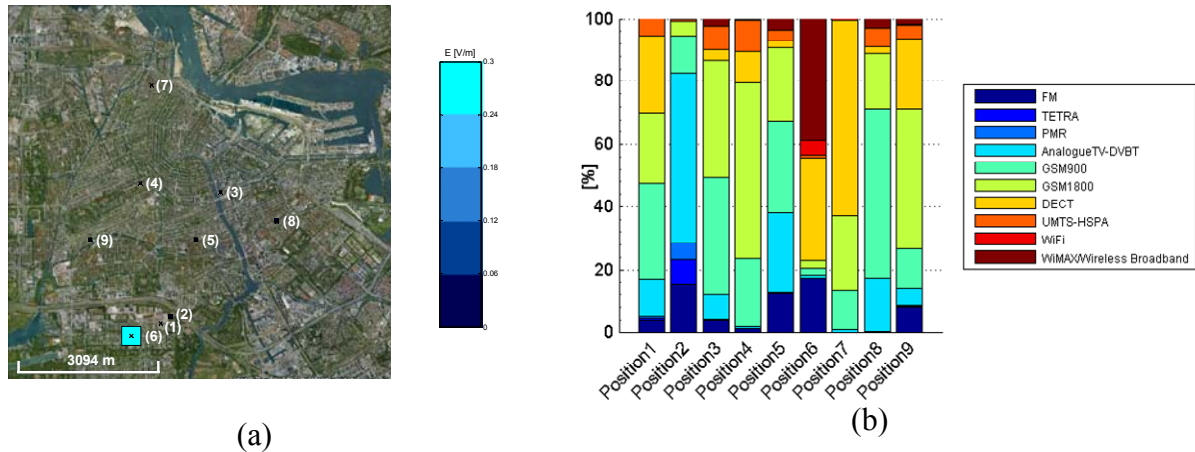 E [V/m]
0.3
0.24
0.18
0.12
0.06
0
(7)
(4)
(3)
(8)
(9)
(5)
(2)
(1)
(6)
3094 m
(a)
[%]
100
80
60
40
20
0
Position1
Position2
Position3
Position4
Position5
Position6
Position7
Position8
Position9
FM
TETRA
PMR
AnalogueTV-DVBT
GSM900
GSM1800
DECT
UMTS-HSPA
WiFi
WiMAX/Wireless Broadband
(b)